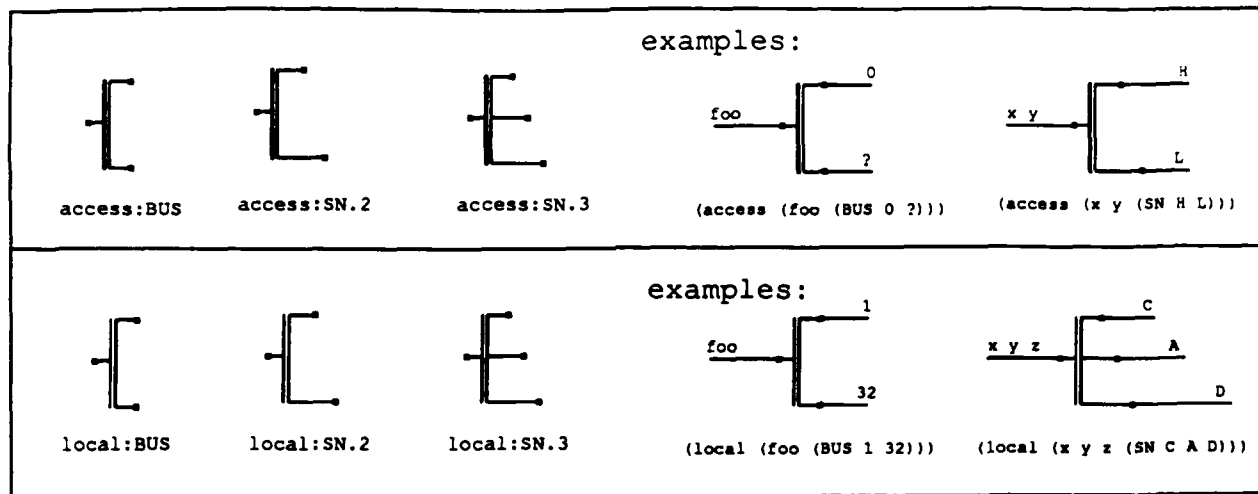 examples:
0
foo
?
H
x y
L
access:BUS
access:SN.2
access:SN.3
(access (foo (BUS 0 ?)))
(access (x y (SN H L)))
examples:
1
foo
32
C
x y z
A
D
local:BUS
local:SN.2
local:SN.3
(local (foo (BUS 1 32)))
(local (x y z (SN C A D)))